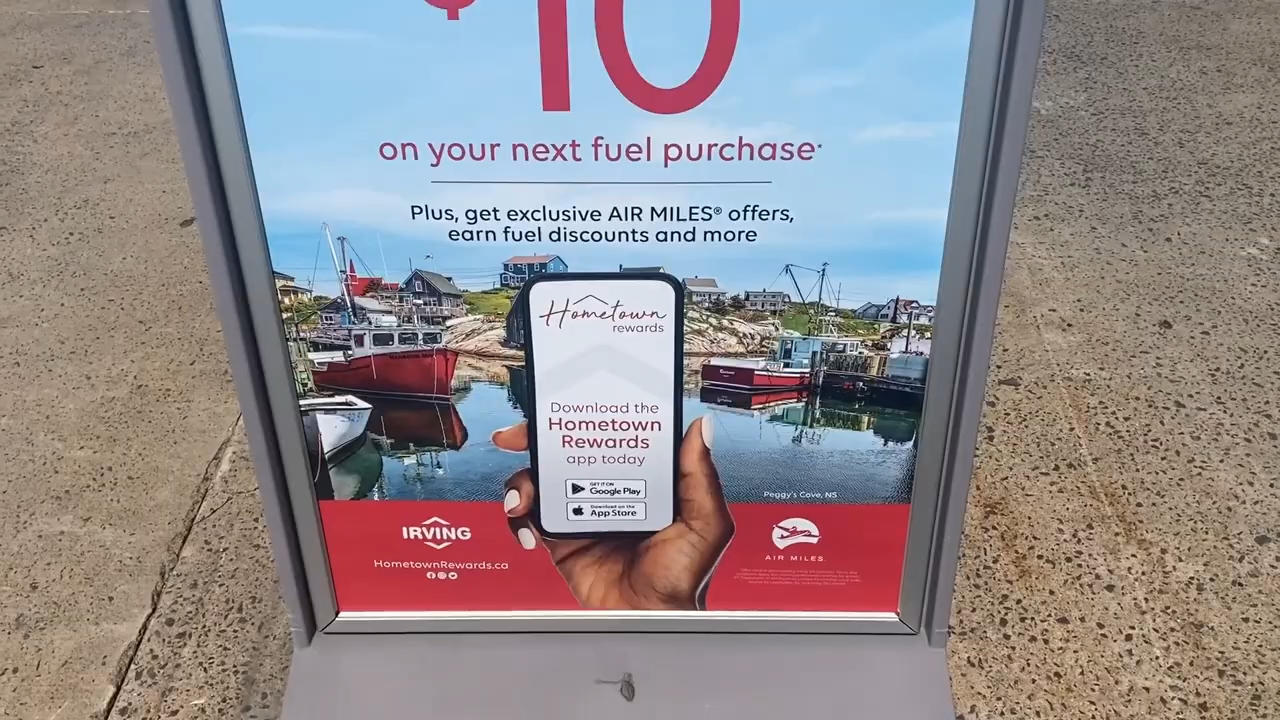 $10
on your next fuel purchase*
Plus, get exclusive AIR MILES® offers,
earn fuel discounts and more
Hometown
rewards
Download the
Hometown
Rewards
app today
GET IT ON
Google Play
Download on the
App Store
Peggy's Cove, NS
IRVING
HometownRewards.ca
AIR MILES